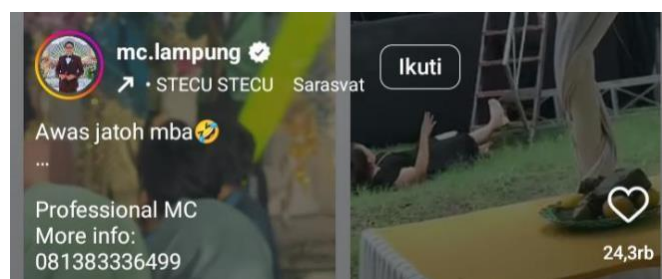 mc.lampung
Ikuti
· STECU STECU Sarasvat
Awas jatoh mba🤣
...
Professional MC
More info:
081383336499
24,3rb